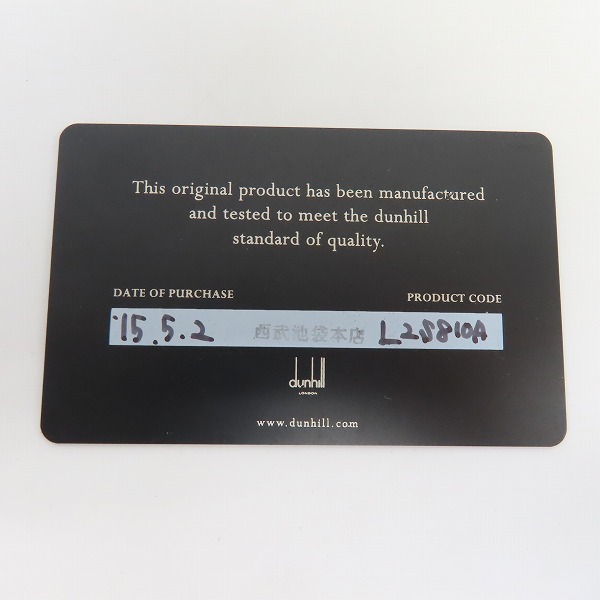 This original product has been manufactured
and tested to meet the dunhill
standard of quality.
DATE OF PURCHASE PRODUCT CODE
'15.5.2 西武池袋本店 L2S810A
dunhill
LONDON
www.dunhill.com